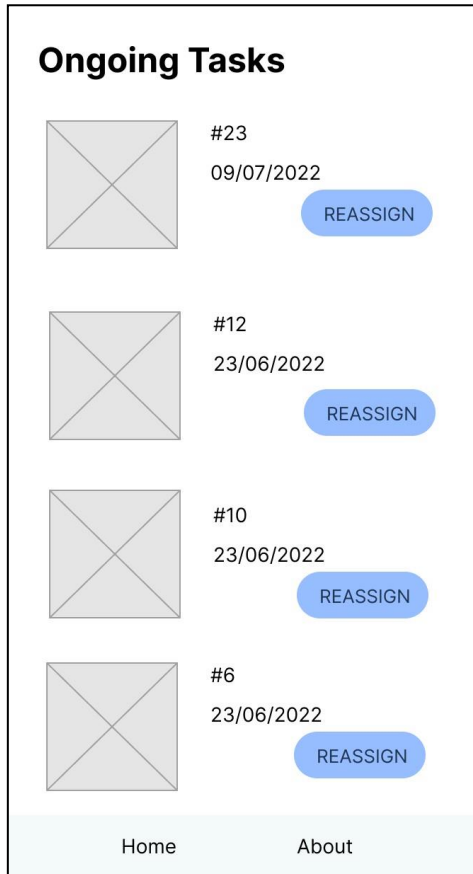 Ongoing Tasks
#23
09/07/2022
REASSIGN
#12
23/06/2022
REASSIGN
#10
23/06/2022
REASSIGN
#6
23/06/2022
REASSIGN
Home About